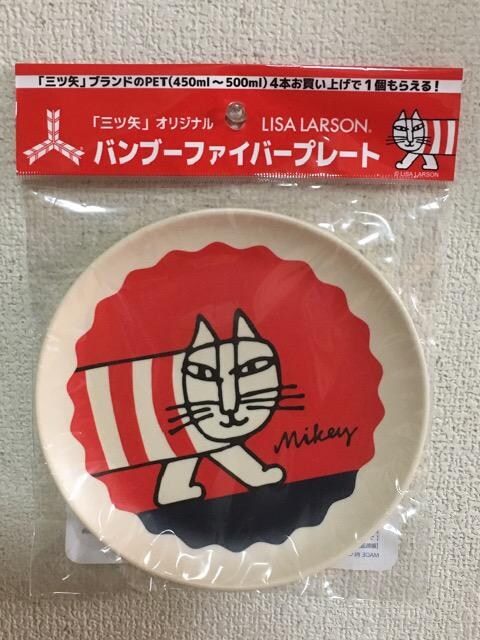 「三ツ矢」ブランドのPET(450ml～500ml)4本お買い上げで1個もらえる!
「三ツ矢」オリジナル LISA LARSON®
バンブーファイバープレート
© LISA LARSON
Mikey